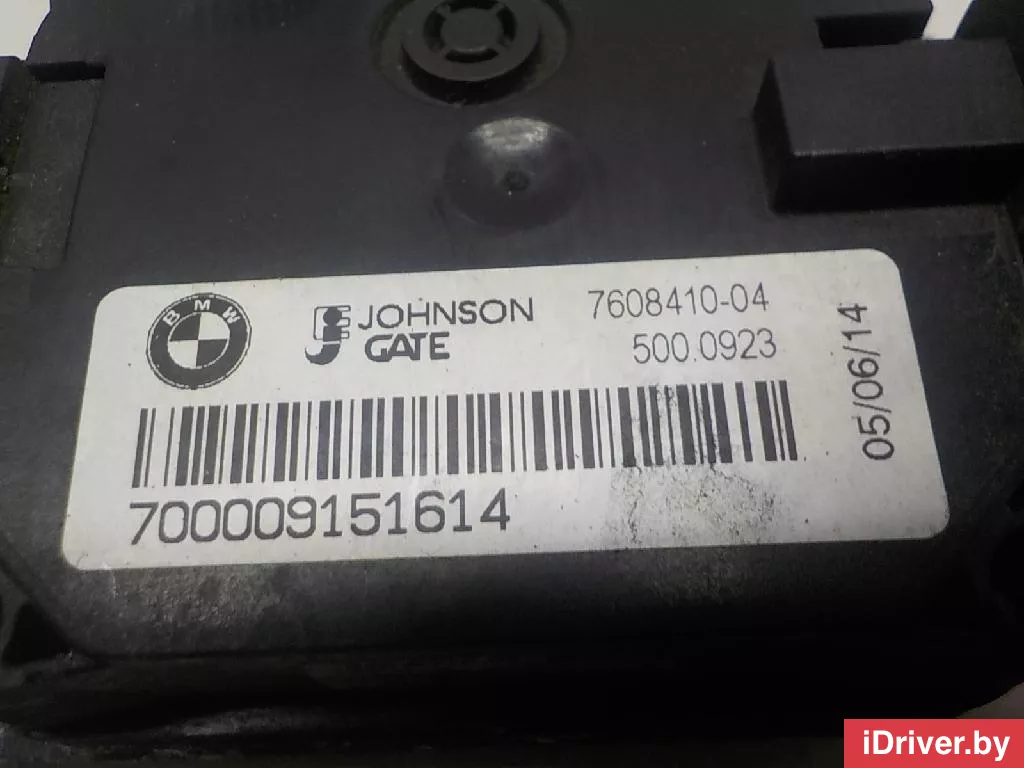 BMW
JOHNSON
GATE
7608410-04
500.0923
05/06/14
700009151614
iDriver.by